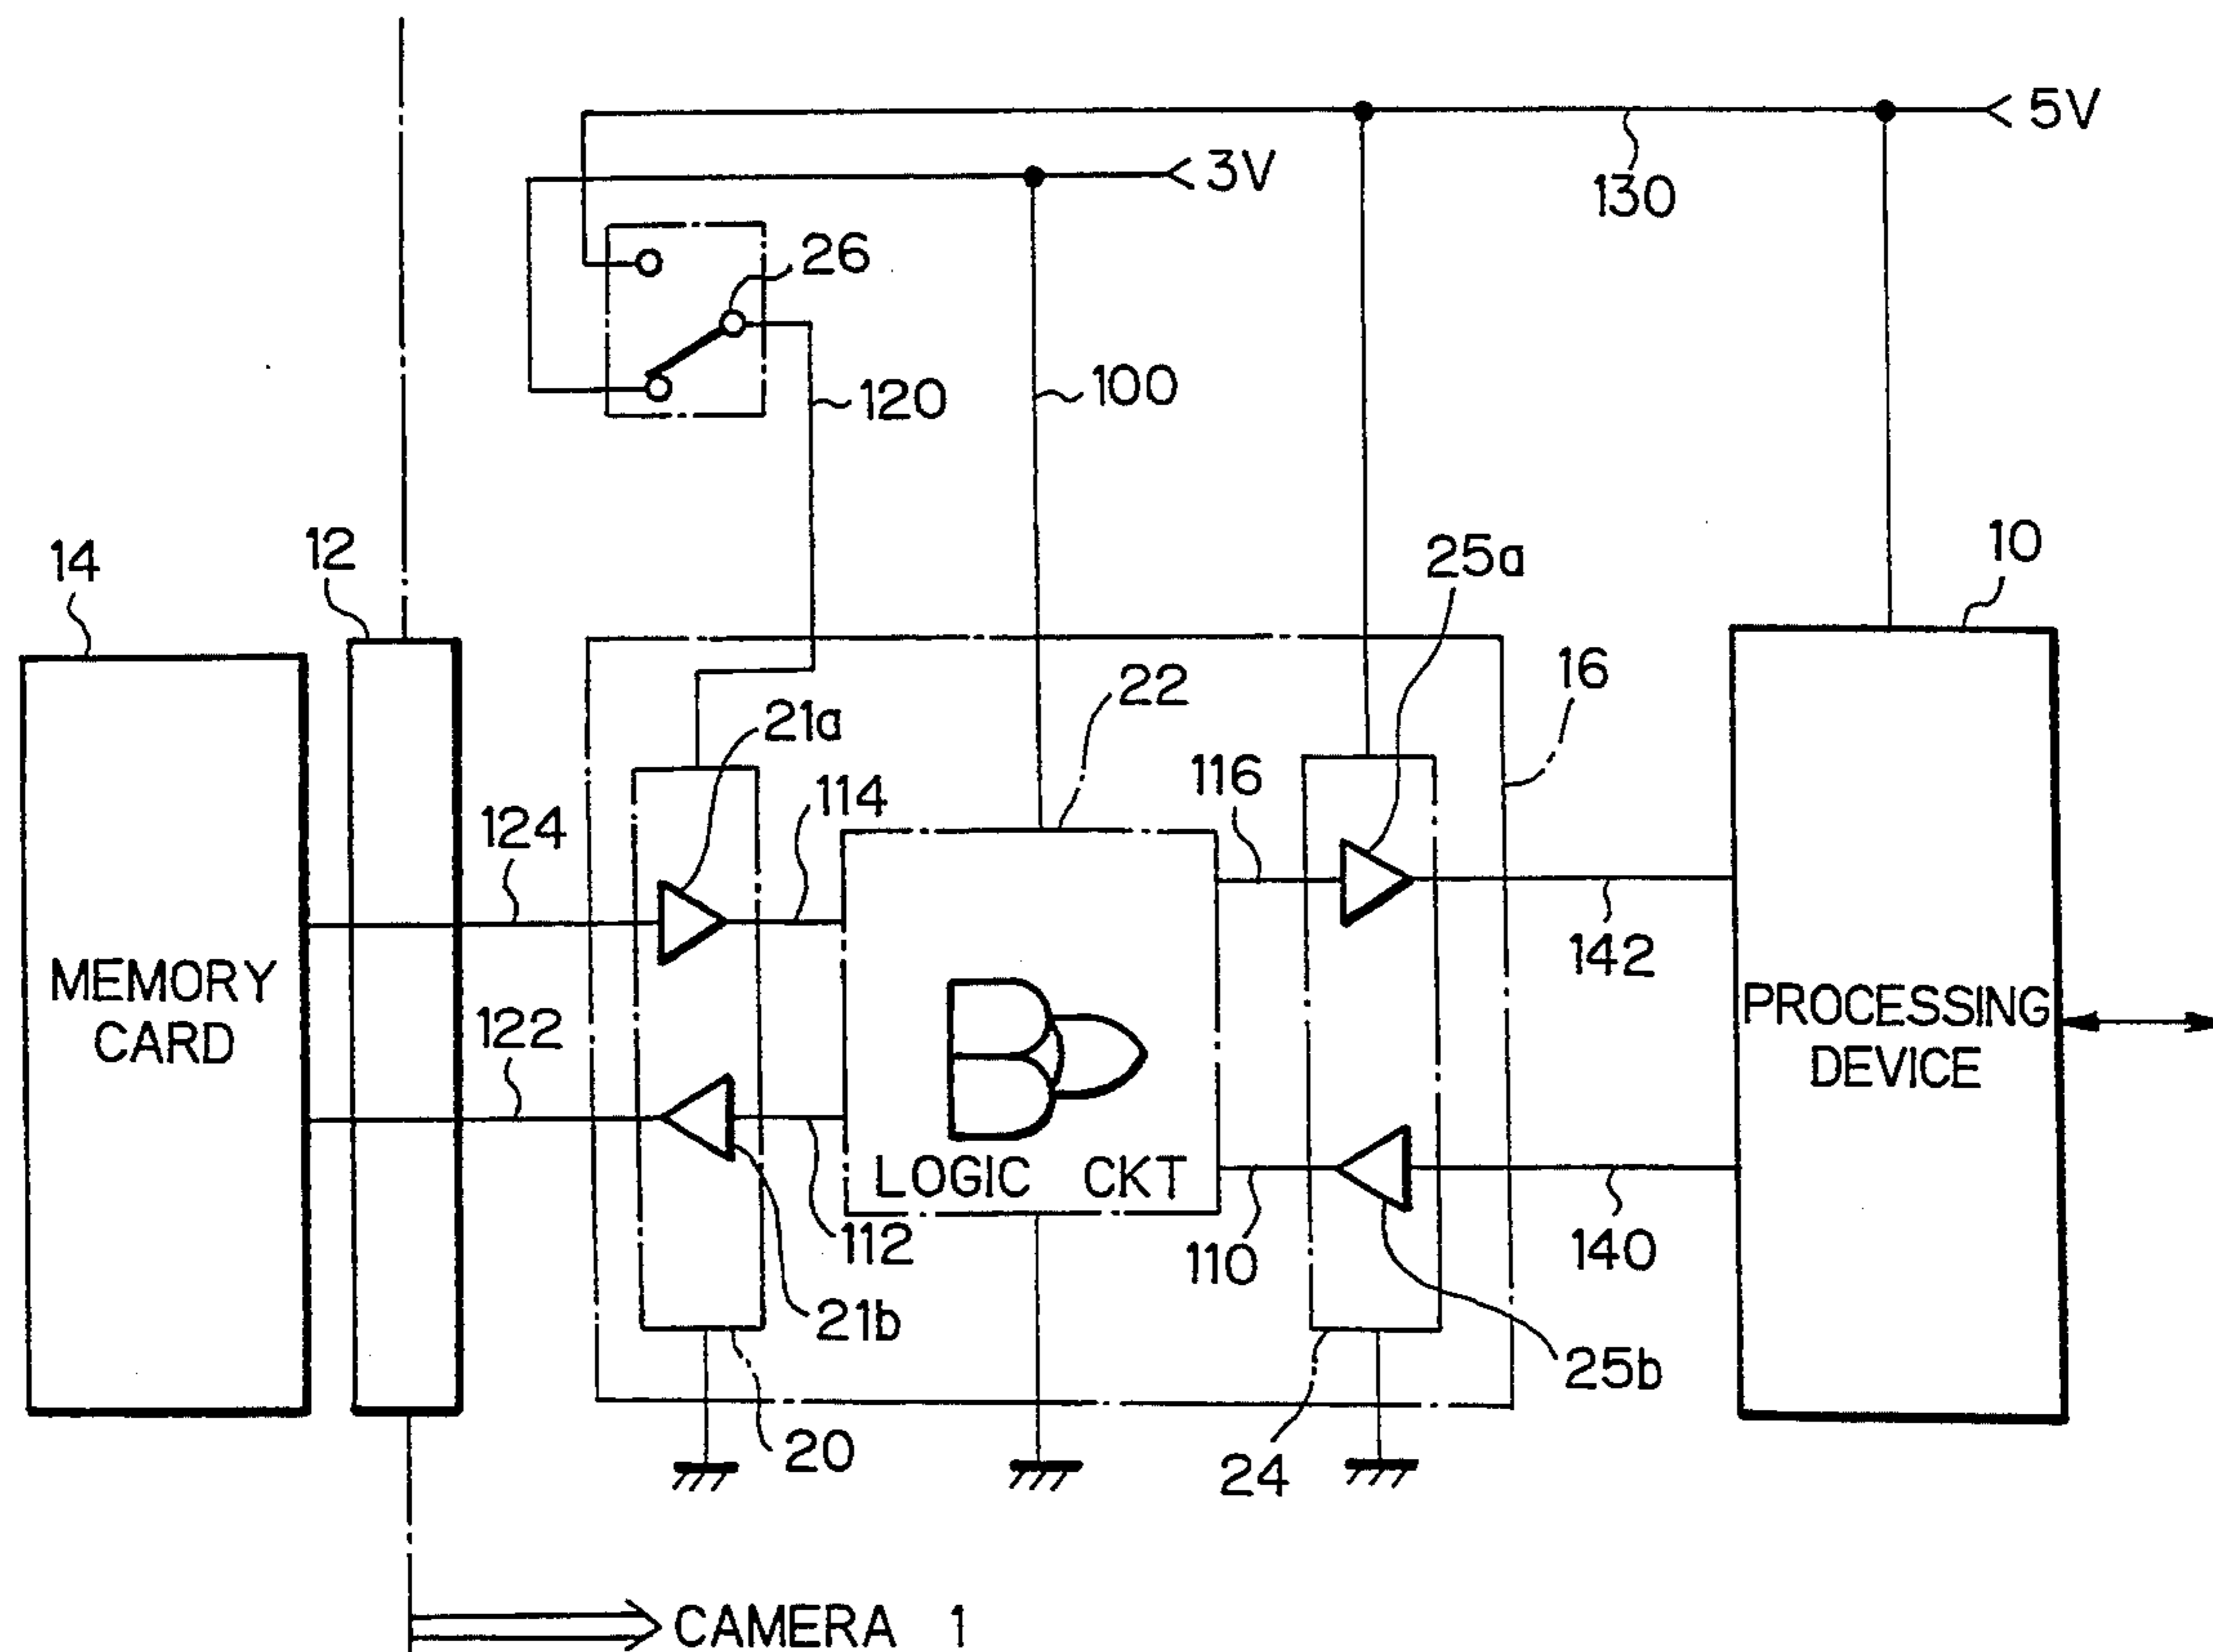 5V
3V
130
26
120
100
14
12
25a
10
22
16
21a
116
114
124
142
MEMORY
CARD
122
PROCESSING
DEVICE
LOGIC CKT
112
110
140
21b
25b
20
24
CAMERA 1